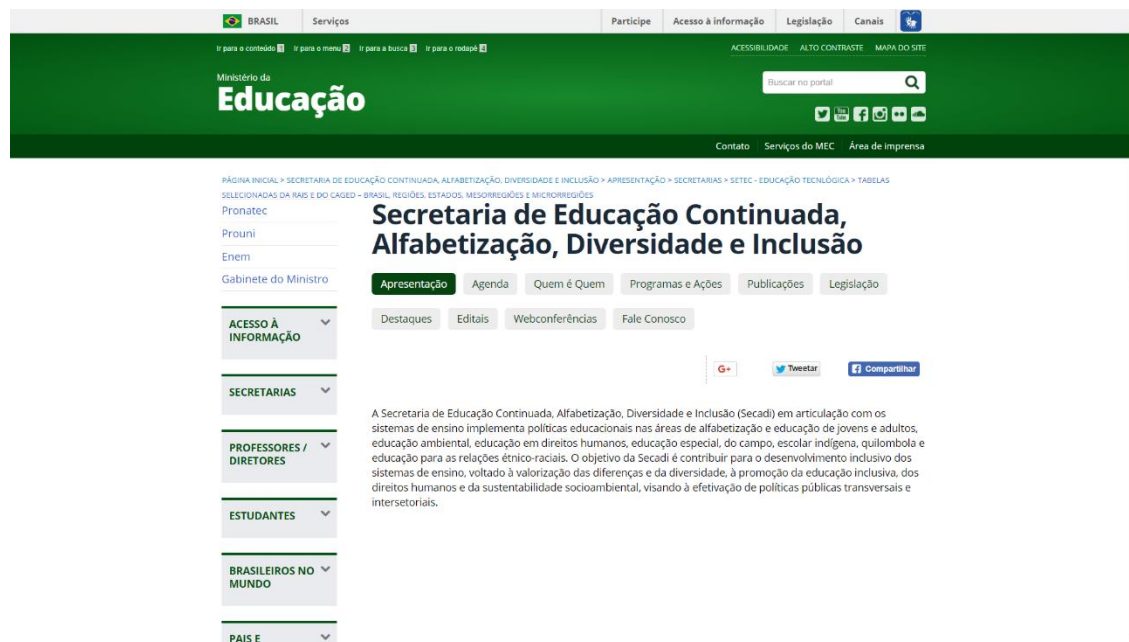 BRASIL Serviços Participe Acesso à informação Legislação Canais
Ir para o conteúdo 1 Ir para o menu 2 Ir para a busca 3 Ir para o rodapé 4 ACESSIBILIDADE ALTO CONTRASTE MAPA DO SITE
Ministério da
Educação
Buscar no portal
You Tube
Contato Serviços do MEC Área de imprensa
PÁGINA INICIAL > SECRETARIA DE EDUCAÇÃO CONTINUADA, ALFABETIZAÇÃO, DIVERSIDADE E INCLUSÃO > APRESENTAÇÃO > SECRETARIAS > SETEC - EDUCAÇÃO TECNLÓGICA > TABELAS
SELECIONADAS DA RAIS E DO CAGED – BRASIL, REGIÕES, ESTADOS, MESORREGIÕES E MICRORREGIÕES
Pronatec
Prouni
Enem
Gabinete do Ministro
ACESSO À
INFORMAÇÃO
SECRETARIAS
PROFESSORES /
DIRETORES
ESTUDANTES
BRASILEIROS NO
MUNDO
PAIS E
Secretaria de Educação Continuada,
Alfabetização, Diversidade e Inclusão
Apresentação Agenda Quem é Quem Programas e Ações Publicações Legislação
Destaques Editais Webconferências Fale Conosco
G+ Tweetar Compartilhar
A Secretaria de Educação Continuada, Alfabetização, Diversidade e Inclusão (Secadi) em articulação com os
sistemas de ensino implementa políticas educacionais nas áreas de alfabetização e educação de jovens e adultos,
educação ambiental, educação em direitos humanos, educação especial, do campo, escolar indígena, quilombola e
educação para as relações étnico-raciais. O objetivo da Secadi é contribuir para o desenvolvimento inclusivo dos
sistemas de ensino, voltado à valorização das diferenças e da diversidade, à promoção da educação inclusiva, dos
direitos humanos e da sustentabilidade socioambiental, visando à efetivação de políticas públicas transversais e
intersetoriais.